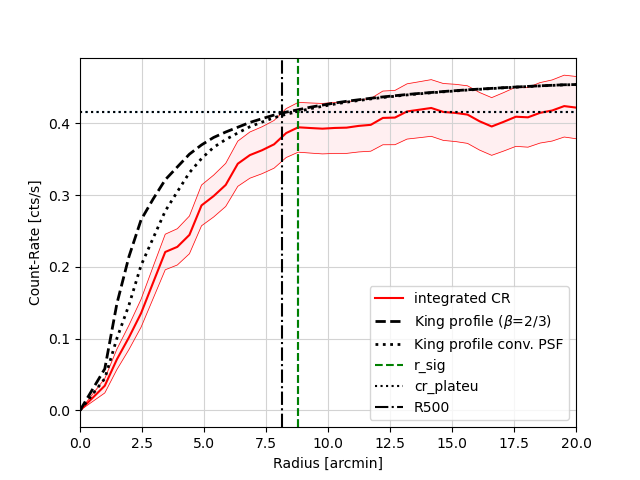 0.4
0.3
0.2
0.1
0.0
Count-Rate [cts/s]
integrated CR
King profile (β=2/3)
King profile conv. PSF
r_sig
cr_plateu
R500
0.0 2.5 5.0 7.5 10.0 12.5 15.0 17.5 20.0
Radius [arcmin]